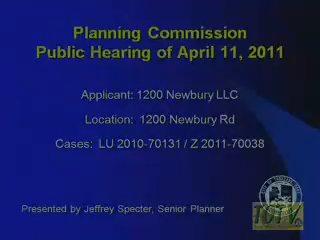 Planning Commission
Public Hearing of April 11, 2011
Applicant: 1200 Newbury LLC
Location: 1200 Newbury Rd
Cases: LU 2010-70131 / Z 2011-70038
Presented by Jeffrey Specter, Senior Planner